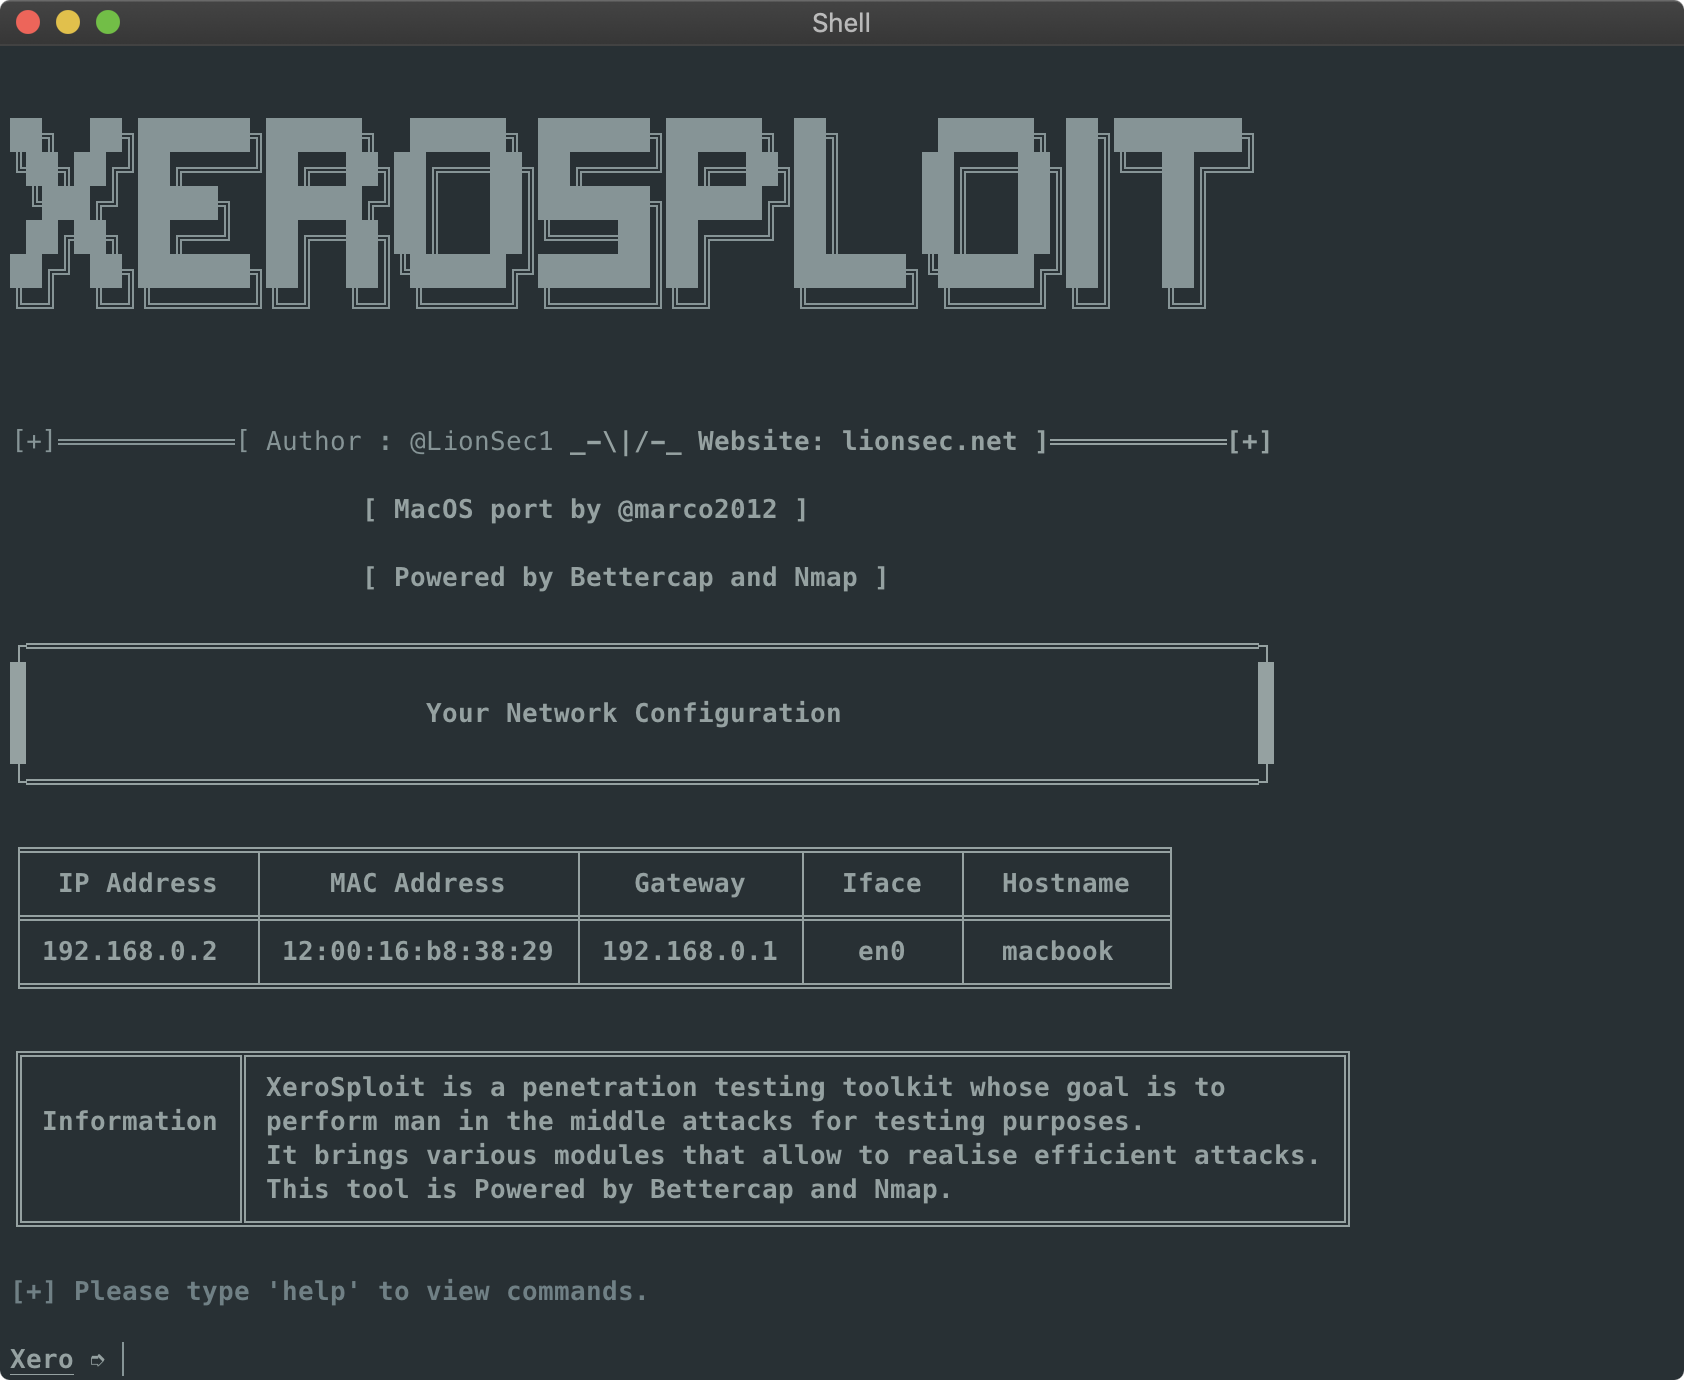 Shell
XEROSPLOIT
[+]═══════════[ Author : @LionSec1 _-\|/-_ Website: lionsec.net ]═══════════[+]
[ MacOS port by @marco2012 ]
[ Powered by Bettercap and Nmap ]
Your Network Configuration
IP Address MAC Address Gateway Iface Hostname
192.168.0.2 12:00:16:b8:38:29 192.168.0.1 en0 macbook
XeroSploit is a penetration testing toolkit whose goal is to
Information perform man in the middle attacks for testing purposes.
It brings various modules that allow to realise efficient attacks.
This tool is Powered by Bettercap and Nmap.
[+] Please type 'help' to view commands.
Xero ➮